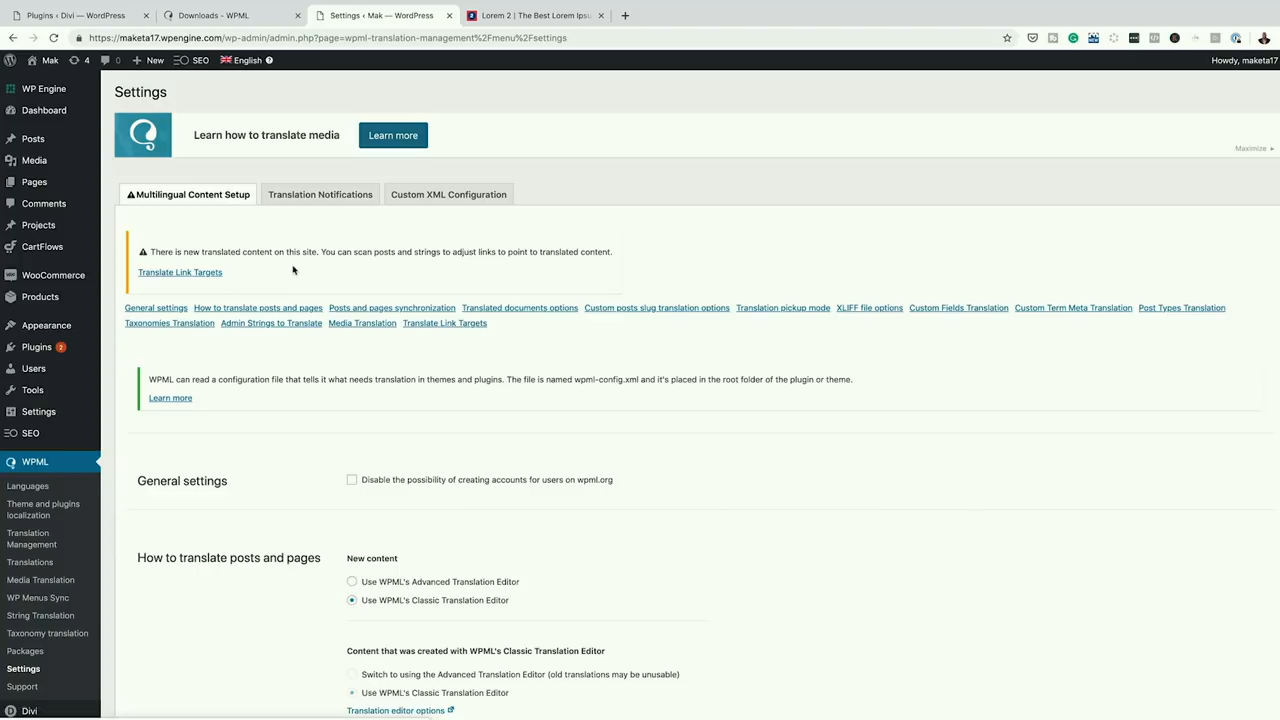 Plugins ‹ Divi — WordPress
Downloads - WPML
Settings ‹ Mak — WordPress
Lorem 2 | The Best Lorem Ipsu
https://maketa17.wpengine.com/wp-admin/admin.php?page=wpml-translation-management%2Fmenu%2Fsettings
Mak 4 0 New SEO English
Howdy, maketa17
WP Engine
Dashboard
Posts
Media
Pages
Comments
Projects
CartFlows
WooCommerce
Products
Appearance
Plugins 2
Users
Tools
Settings
SEO
WPML
Languages
Theme and plugins
localization
Translation
Management
Translations
Media Translation
WP Menus Sync
String Translation
Taxonomy translation
Packages
Settings
Support
Divi
Settings
Learn how to translate media
Learn more
Maximize
Multilingual Content Setup
Translation Notifications
Custom XML Configuration
There is new translated content on this site. You can scan posts and strings to adjust links to point to translated content.
Translate Link Targets
General settings How to translate posts and pages Posts and pages synchronization Translated documents options Custom posts slug translation options Translation pickup mode XLIFF file options Custom Fields Translation Custom Term Meta Translation Post Types Translation
Taxonomies Translation Admin Strings to Translate Media Translation Translate Link Targets
WPML can read a configuration file that tells it what needs translation in themes and plugins. The file is named wpml-config.xml and it's placed in the root folder of the plugin or theme.
Learn more
General settings
Disable the possibility of creating accounts for users on wpml.org
How to translate posts and pages
New content
Use WPML's Advanced Translation Editor
Use WPML's Classic Translation Editor
Content that was created with WPML's Classic Translation Editor
Switch to using the Advanced Translation Editor (old translations may be unusable)
Use WPML's Classic Translation Editor
Translation editor options